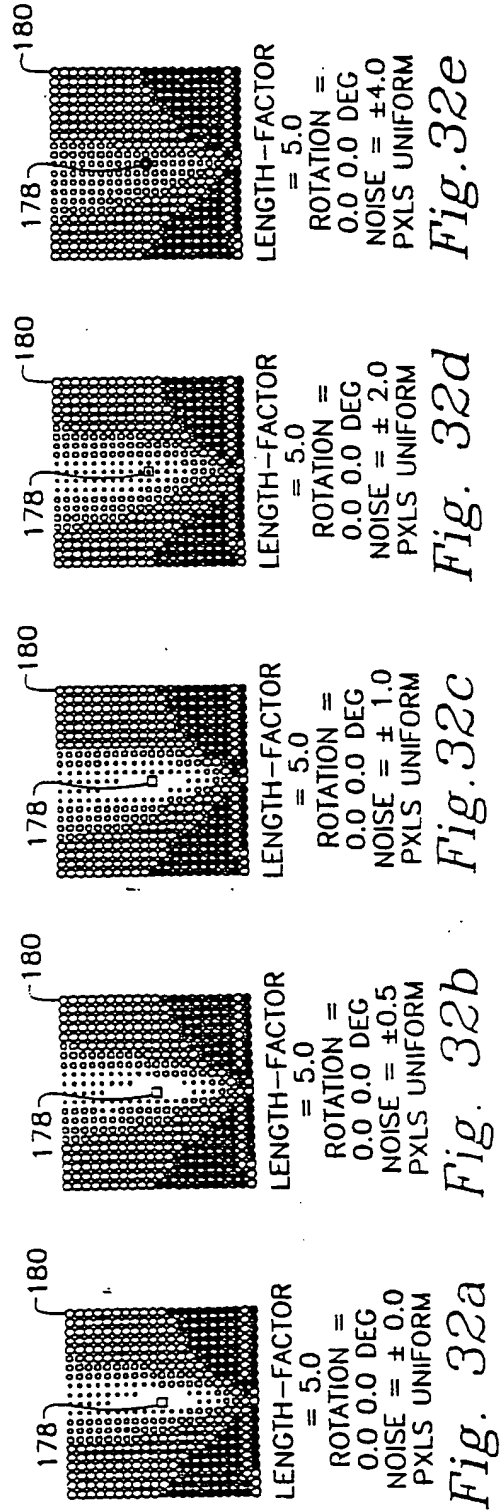 178
180
LENGTH-FACTOR
= 5.0
ROTATION =
0.0 0.0 DEG
NOISE = ± 0.0
PXLS UNIFORM
Fig. 32a
178
180
LENGTH-FACTOR
= 5.0
ROTATION =
0.0 0.0 DEG
NOISE = ±0.5
PXLS UNIFORM
Fig. 32b
178
180
LENGTH-FACTOR
= 5.0
ROTATION =
0.0 0.0 DEG
NOISE = ± 1.0
PXLS UNIFORM
Fig. 32c
178
180
LENGTH-FACTOR
= 5.0
ROTATION =
0.0 0.0 DEG
NOISE = ± 2.0
PXLS UNIFORM
Fig. 32d
178
180
LENGTH-FACTOR
= 5.0
ROTATION =
0.0 0.0 DEG
NOISE = ±4.0
PXLS UNIFORM
Fig. 32e